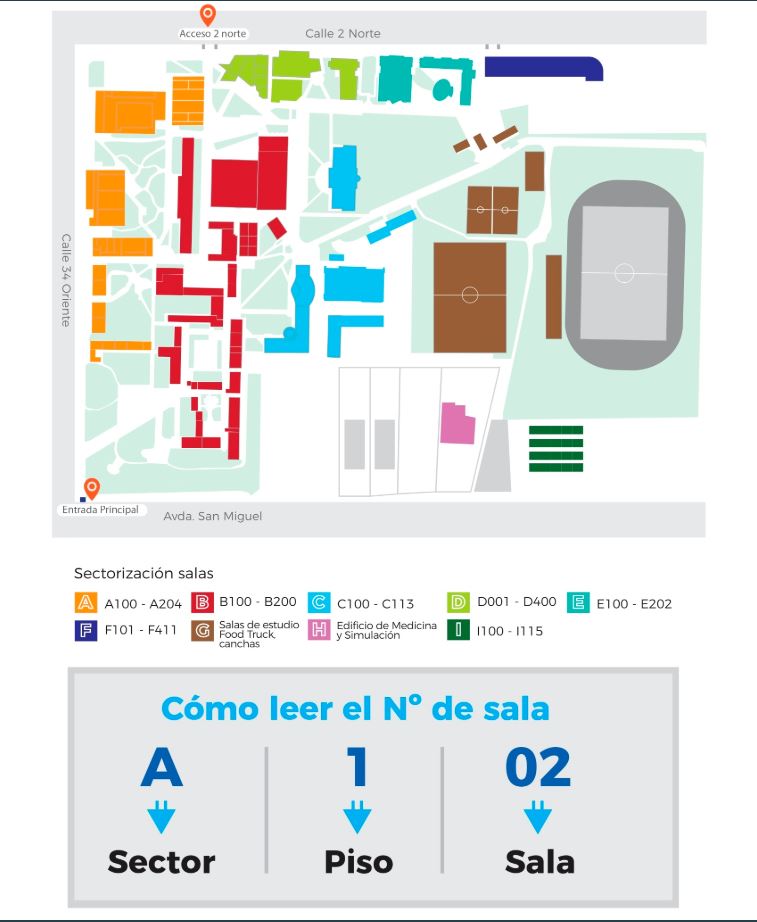 Acceso 2 norte
Calle 2 Norte
Calle 34 Oriente
Entrada Principal
Avda. San Miguel
Sectorización salas
A A100 - A204
B B100 - B200
C C100 - C113
D D001 - D400
E E100 - E202
F F101 - F411
G Salas de estudio
Food Truck,
canchas
H Edificio de Medicina
y Simulación
I I100 - I115
Cómo leer el Nº de sala
A 1 02
Sector Piso Sala